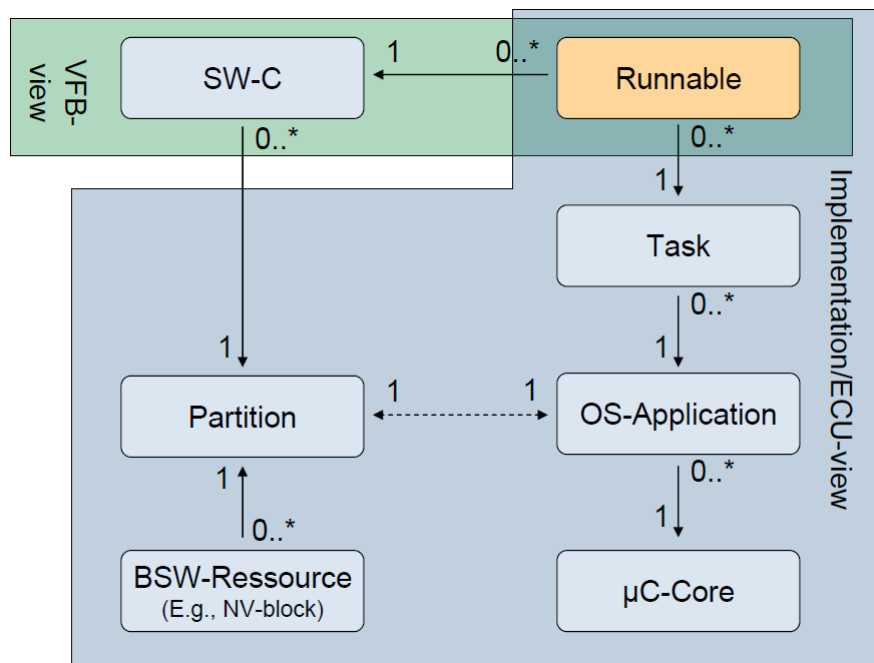 VFB-
view
SW-C
1
0..*
Runnable
0..*
0..*
1
Task
0..*
1
1
Partition
1
1
OS-Application
0..*
1
1
0..*
BSW-Ressource
(E.g., NV-block)
µC-Core
Implementation/ECU-view